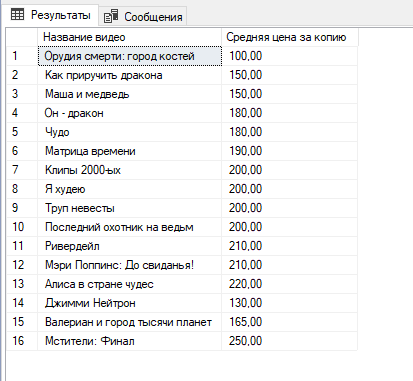 Результаты Сообщения
Название видео Средняя цена за копию
1 Орудия смерти: город костей 100,00
2 Как приручить дракона 150,00
3 Маша и медведь 150,00
4 Он - дракон 180,00
5 Чудо 180,00
6 Матрица времени 190,00
7 Клипы 2000-ых 200,00
8 Я худею 200,00
9 Труп невесты 200,00
10 Последний охотник на ведьм 200,00
11 Ривердейл 210,00
12 Мэри Поппинс: До свиданья! 210,00
13 Алиса в стране чудес 220,00
14 Джимми Нейтрон 130,00
15 Валериан и город тысячи планет 165,00
16 Мстители: Финал 250,00